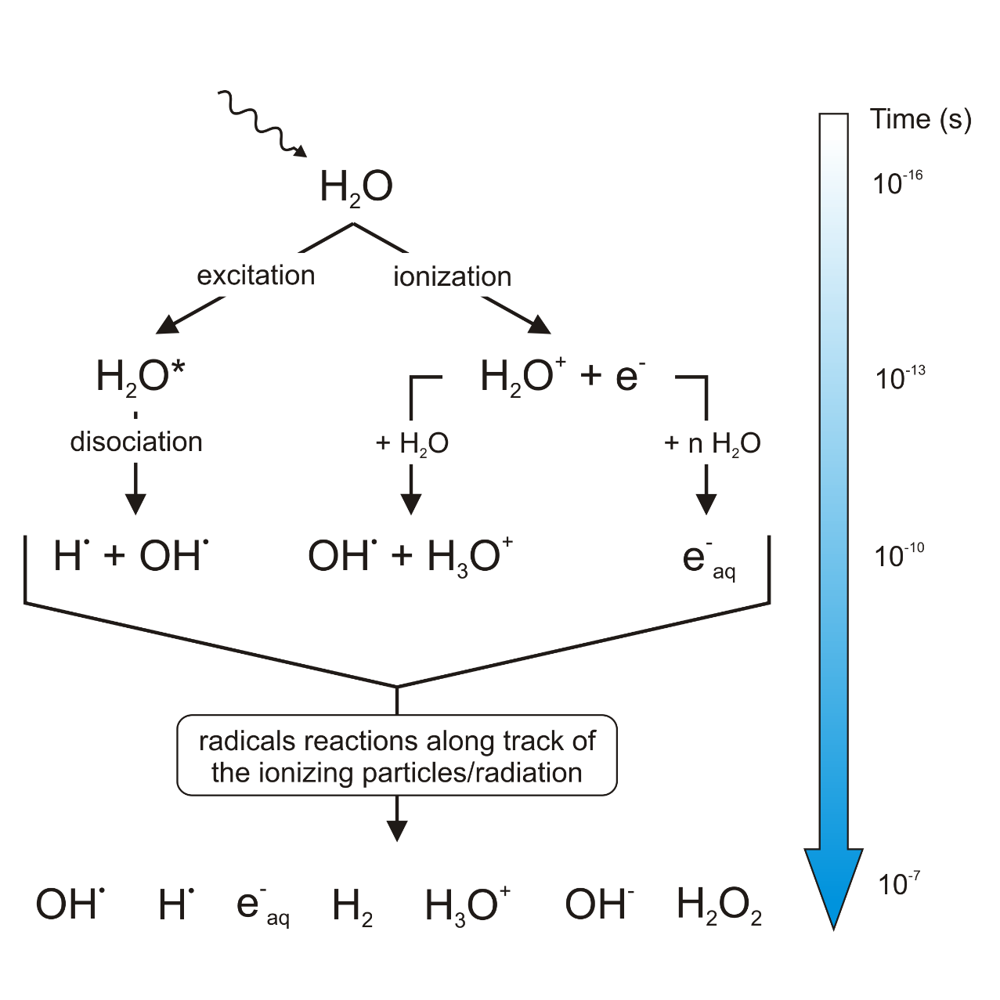 Time (s)
H₂O
10⁻¹⁶
excitation ionization
H₂O* H₂O⁺ + e⁻
10⁻¹³
disociation + H₂O + n H₂O
H• + OH• OH• + H₃O⁺ e⁻aq
10⁻¹⁰
radicals reactions along track of
the ionizing particles/radiation
10⁻⁷
OH• H• e⁻aq H₂ H₃O⁺ OH⁻ H₂O₂